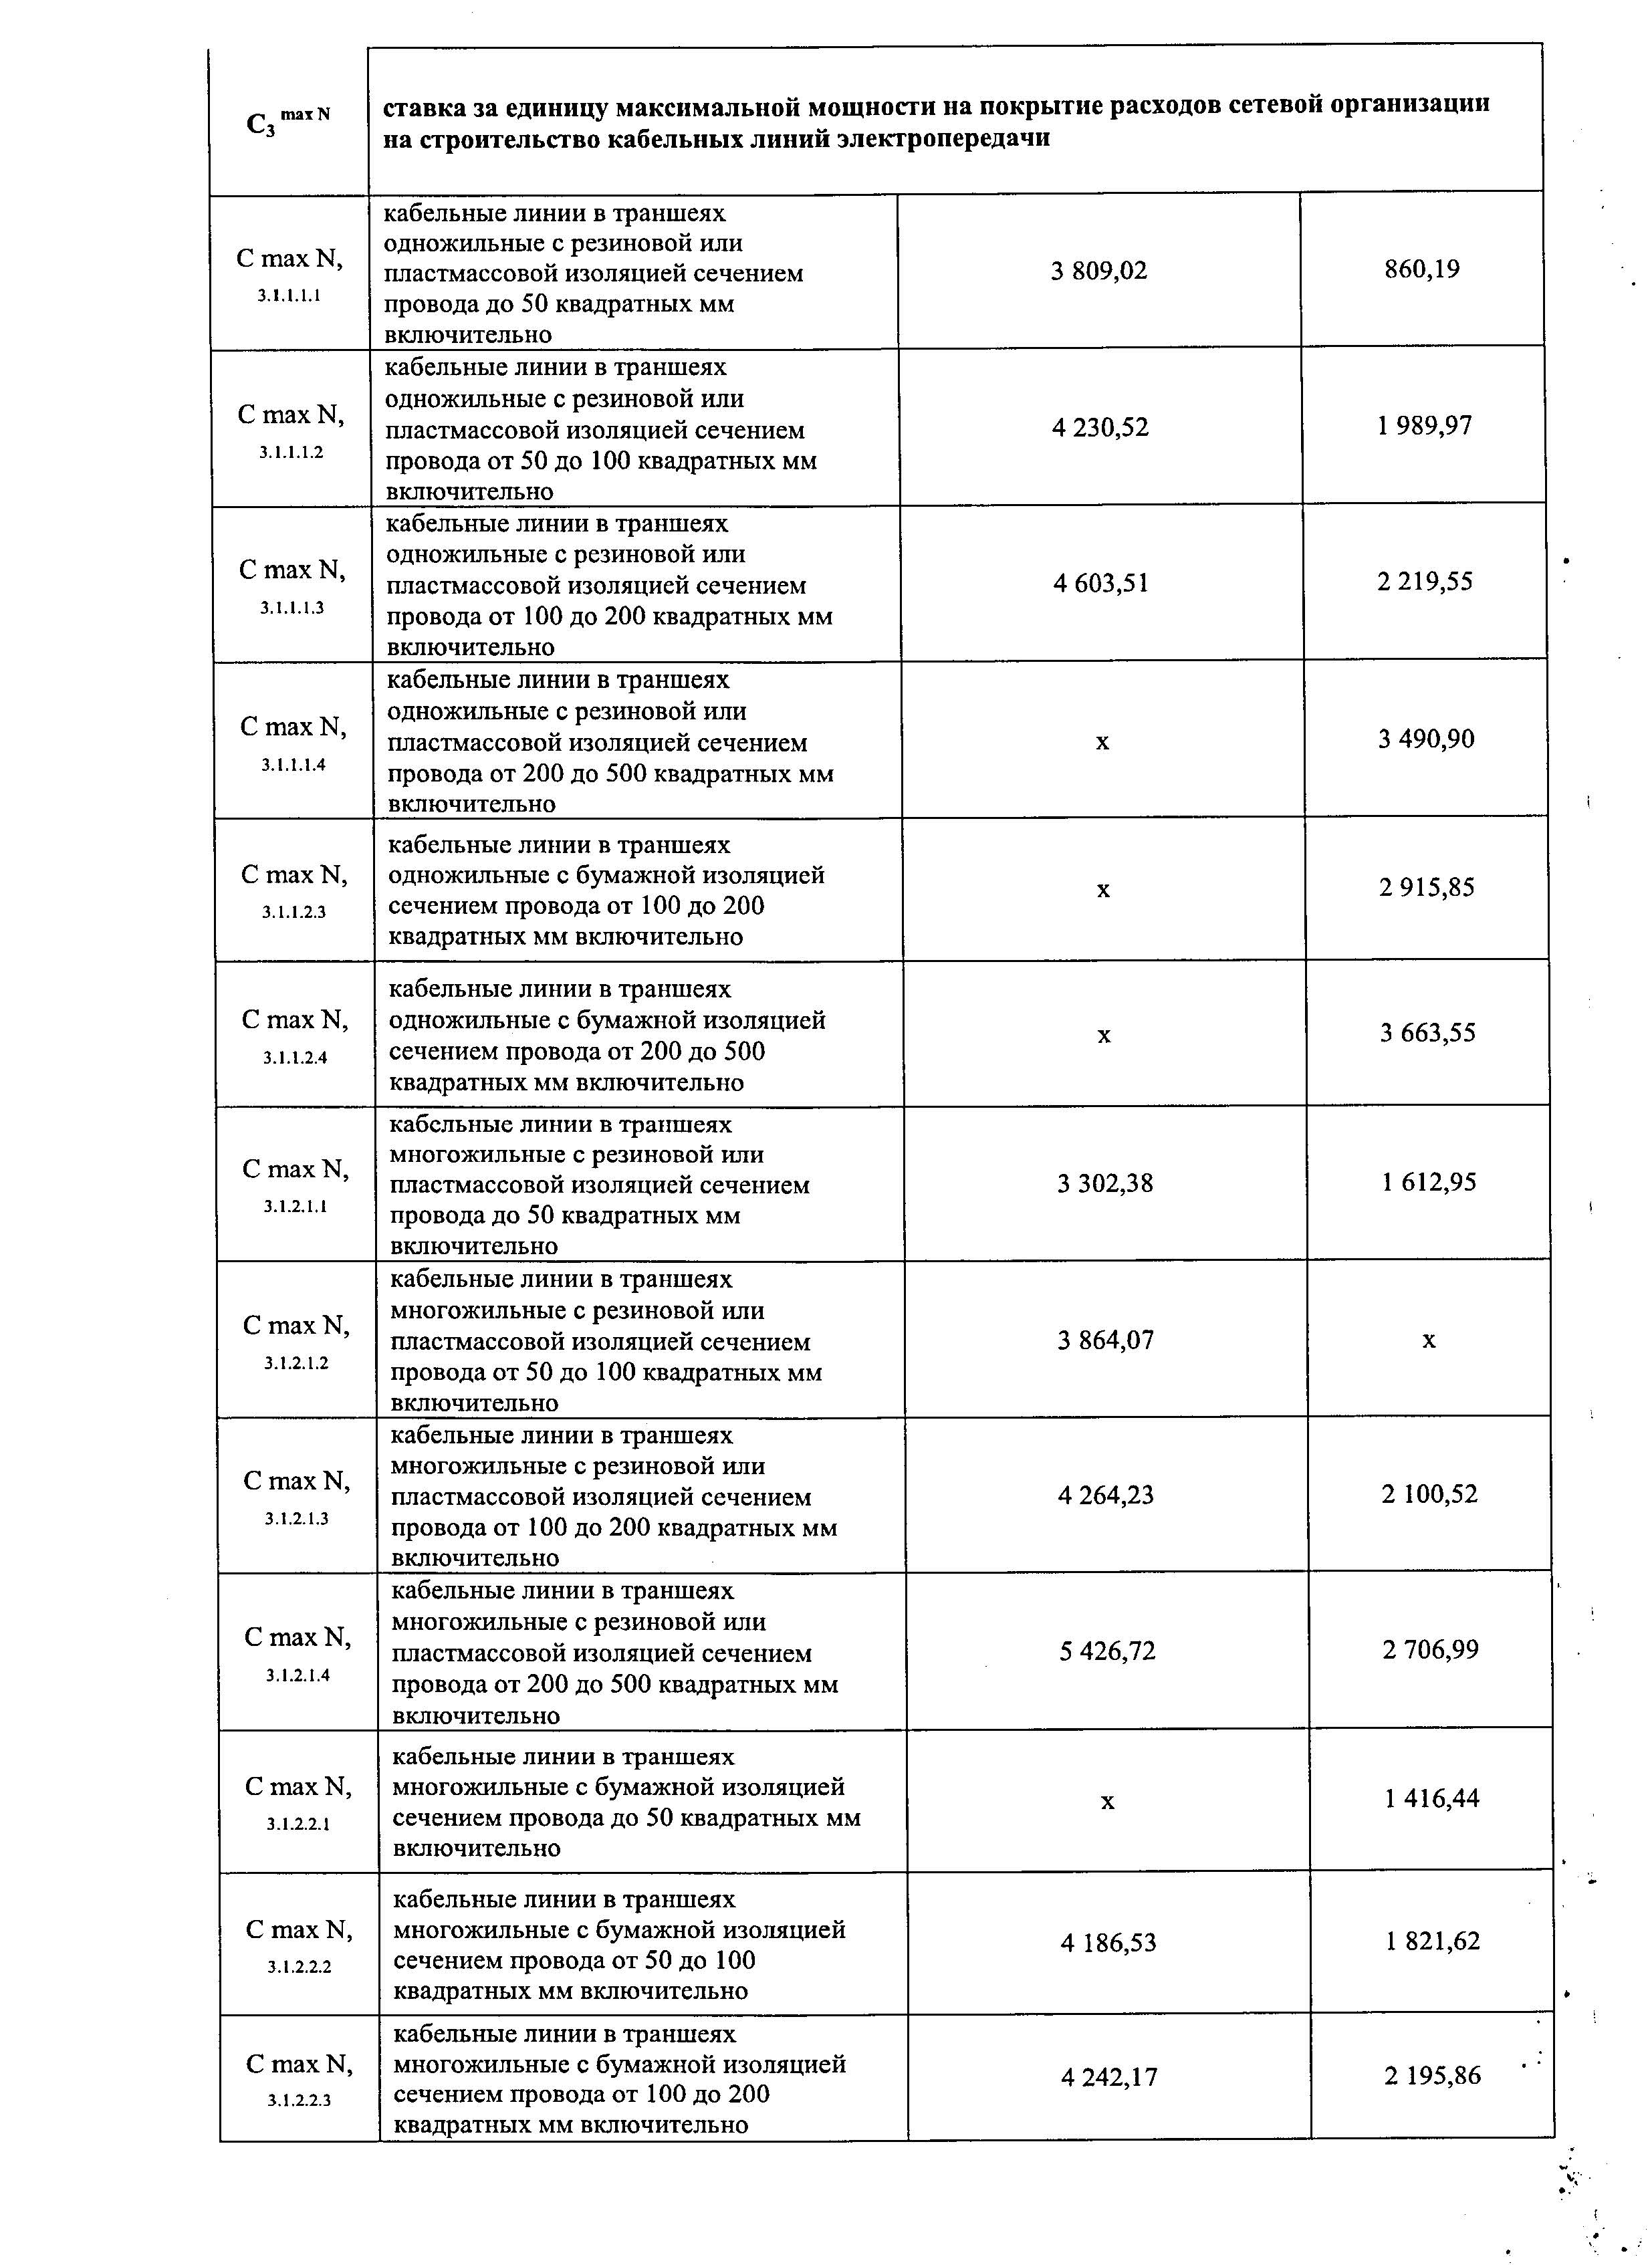 C₃ max N
ставка за единицу максимальной мощности на покрытие расходов сетевой организации
на строительство кабельных линий электропередачи
C max N,
3.1.1.1.1
кабельные линии в траншеях
одножильные с резиновой или
пластмассовой изоляцией сечением
провода до 50 квадратных мм
включительно
3 809,02
860,19
C max N,
3.1.1.1.2
кабельные линии в траншеях
одножильные с резиновой или
пластмассовой изоляцией сечением
провода от 50 до 100 квадратных мм
включительно
4 230,52
1 989,97
C max N,
3.1.1.1.3
кабельные линии в траншеях
одножильные с резиновой или
пластмассовой изоляцией сечением
провода от 100 до 200 квадратных мм
включительно
4 603,51
2 219,55
C max N,
3.1.1.1.4
кабельные линии в траншеях
одножильные с резиновой или
пластмассовой изоляцией сечением
провода от 200 до 500 квадратных мм
включительно
х
3 490,90
C max N,
3.1.1.2.3
кабельные линии в траншеях
одножильные с бумажной изоляцией
сечением провода от 100 до 200
квадратных мм включительно
х
2 915,85
C max N,
3.1.1.2.4
кабельные линии в траншеях
одножильные с бумажной изоляцией
сечением провода от 200 до 500
квадратных мм включительно
х
3 663,55
C max N,
3.1.2.1.1
кабельные линии в траншеях
многожильные с резиновой или
пластмассовой изоляцией сечением
провода до 50 квадратных мм
включительно
3 302,38
1 612,95
C max N,
3.1.2.1.2
кабельные линии в траншеях
многожильные с резиновой или
пластмассовой изоляцией сечением
провода от 50 до 100 квадратных мм
включительно
3 864,07
х
C max N,
3.1.2.1.3
кабельные линии в траншеях
многожильные с резиновой или
пластмассовой изоляцией сечением
провода от 100 до 200 квадратных мм
включительно
4 264,23
2 100,52
C max N,
3.1.2.1.4
кабельные линии в траншеях
многожильные с резиновой или
пластмассовой изоляцией сечением
провода от 200 до 500 квадратных мм
включительно
5 426,72
2 706,99
C max N,
3.1.2.2.1
кабельные линии в траншеях
многожильные с бумажной изоляцией
сечением провода до 50 квадратных мм
включительно
х
1 416,44
C max N,
3.1.2.2.2
кабельные линии в траншеях
многожильные с бумажной изоляцией
сечением провода от 50 до 100
квадратных мм включительно
4 186,53
1 821,62
C max N,
3.1.2.2.3
кабельные линии в траншеях
многожильные с бумажной изоляцией
сечением провода от 100 до 200
квадратных мм включительно
4 242,17
2 195,86